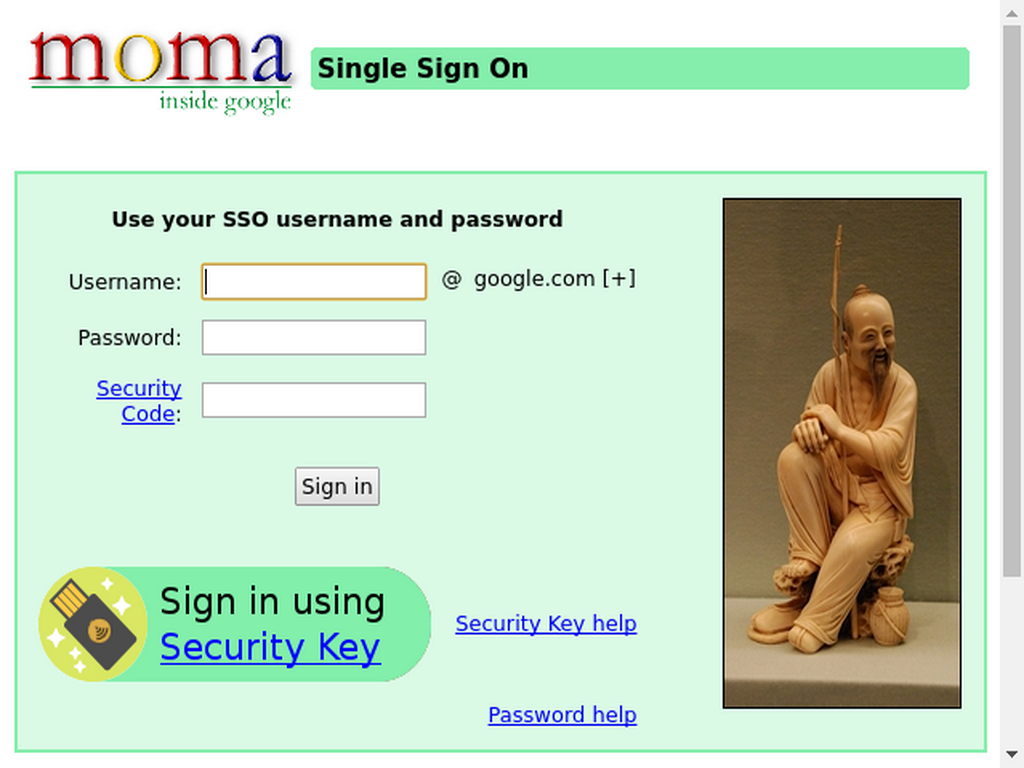 moma
inside google
Single Sign On
Use your SSO username and password
Username: @ google.com [+]
Password:
Security
Code:
Sign in
Sign in using
Security Key
Security Key help
Password help